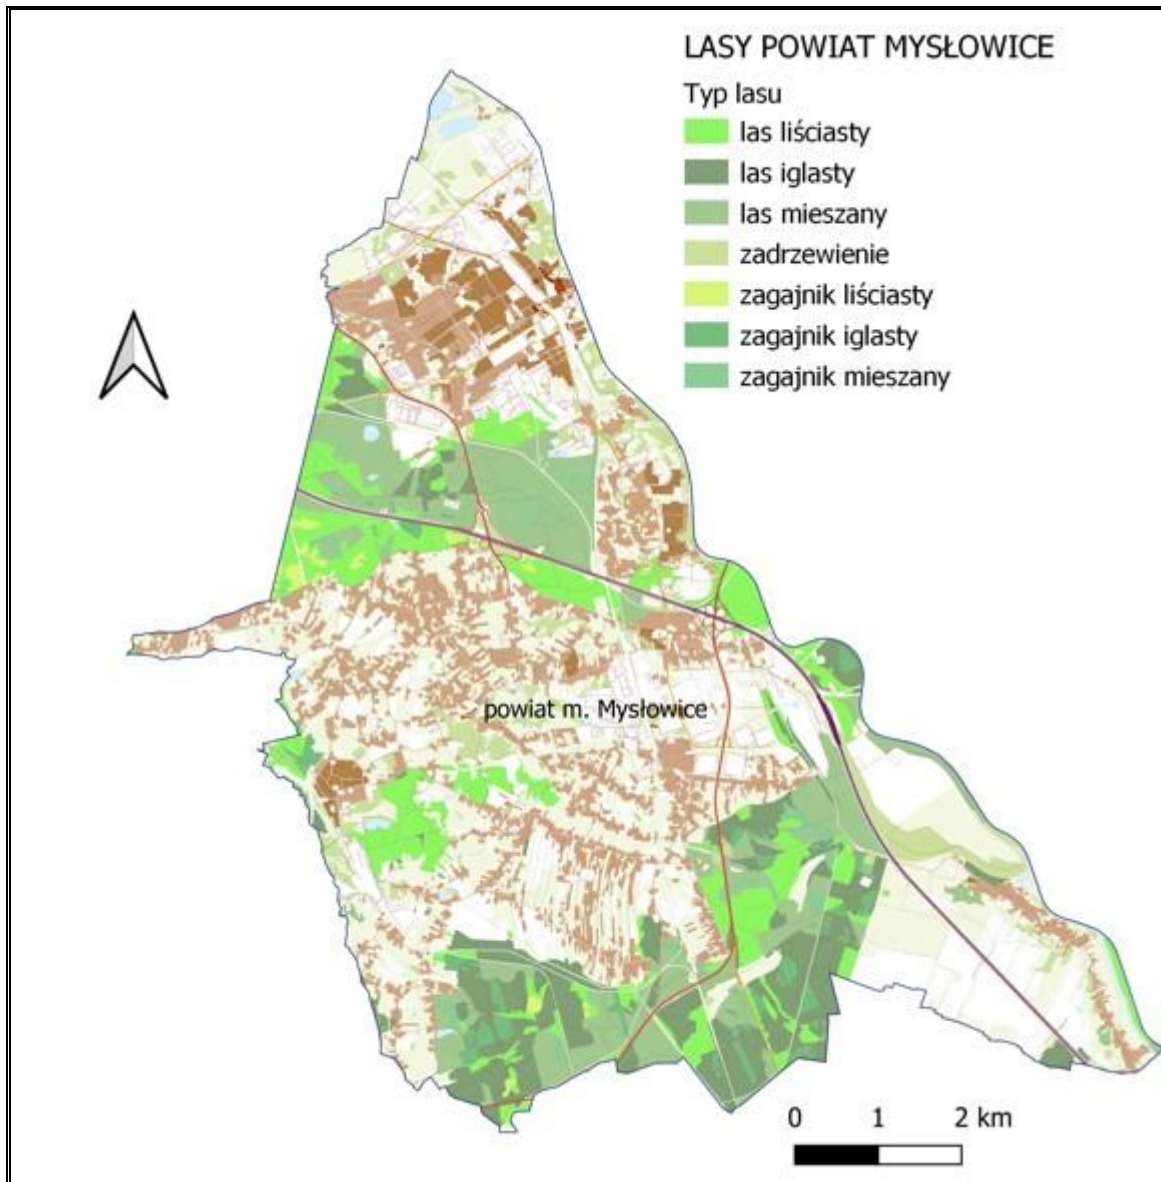 LASY POWIAT MYSŁOWICE
Typ lasu
las liściasty
las iglasty
las mieszany
zadrzewienie
zagajnik liściasty
zagajnik iglasty
zagajnik mieszany
powiat m. Mysłowice
0 1 2 km